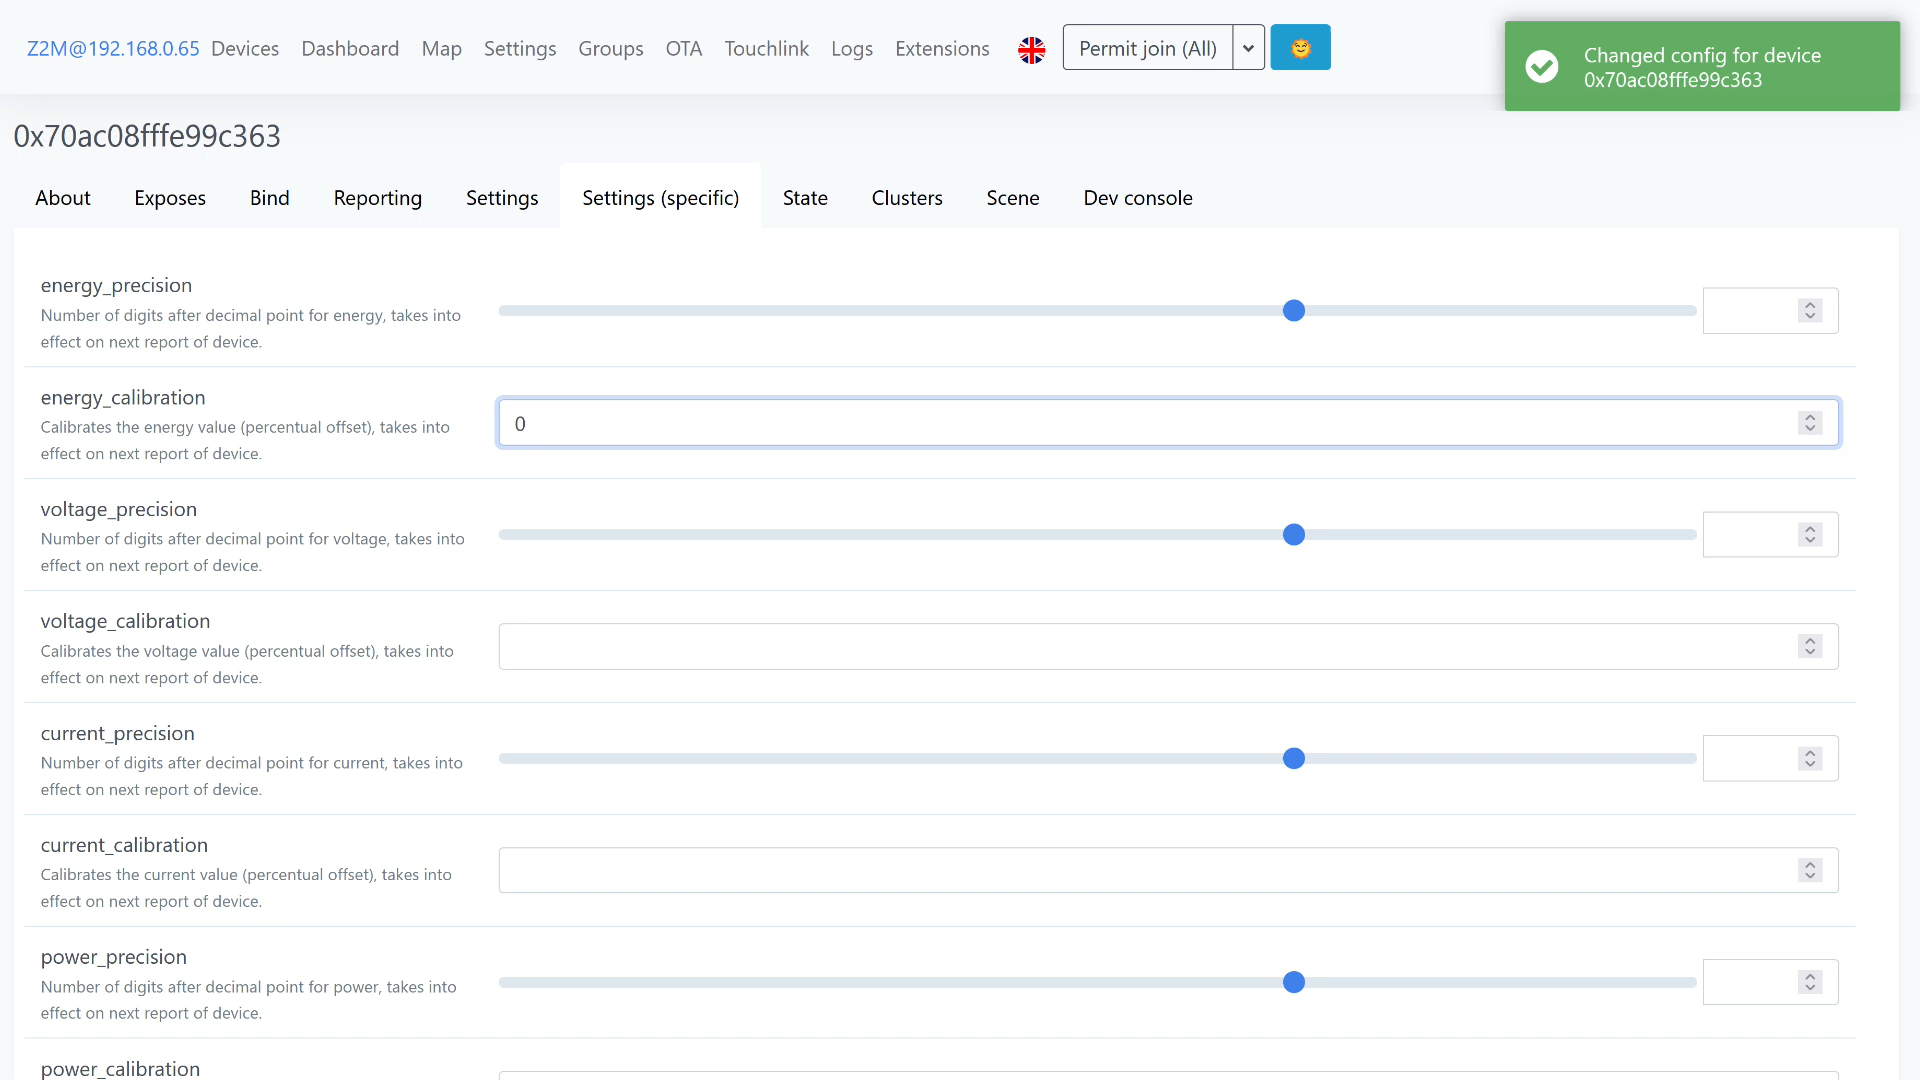 Z2M@192.168.0.65 Devices Dashboard Map Settings Groups OTA Touchlink Logs Extensions Permit join (All)
Changed config for device
0x70ac08fffe99c363
0x70ac08fffe99c363
About Exposes Bind Reporting Settings Settings (specific) State Clusters Scene Dev console
energy_precision
Number of digits after decimal point for energy, takes into
effect on next report of device.
energy_calibration
Calibrates the energy value (percentual offset), takes into
effect on next report of device.
0
voltage_precision
Number of digits after decimal point for voltage, takes into
effect on next report of device.
voltage_calibration
Calibrates the voltage value (percentual offset), takes into
effect on next report of device.
current_precision
Number of digits after decimal point for current, takes into
effect on next report of device.
current_calibration
Calibrates the current value (percentual offset), takes into
effect on next report of device.
power_precision
Number of digits after decimal point for power, takes into
effect on next report of device.
power_calibration